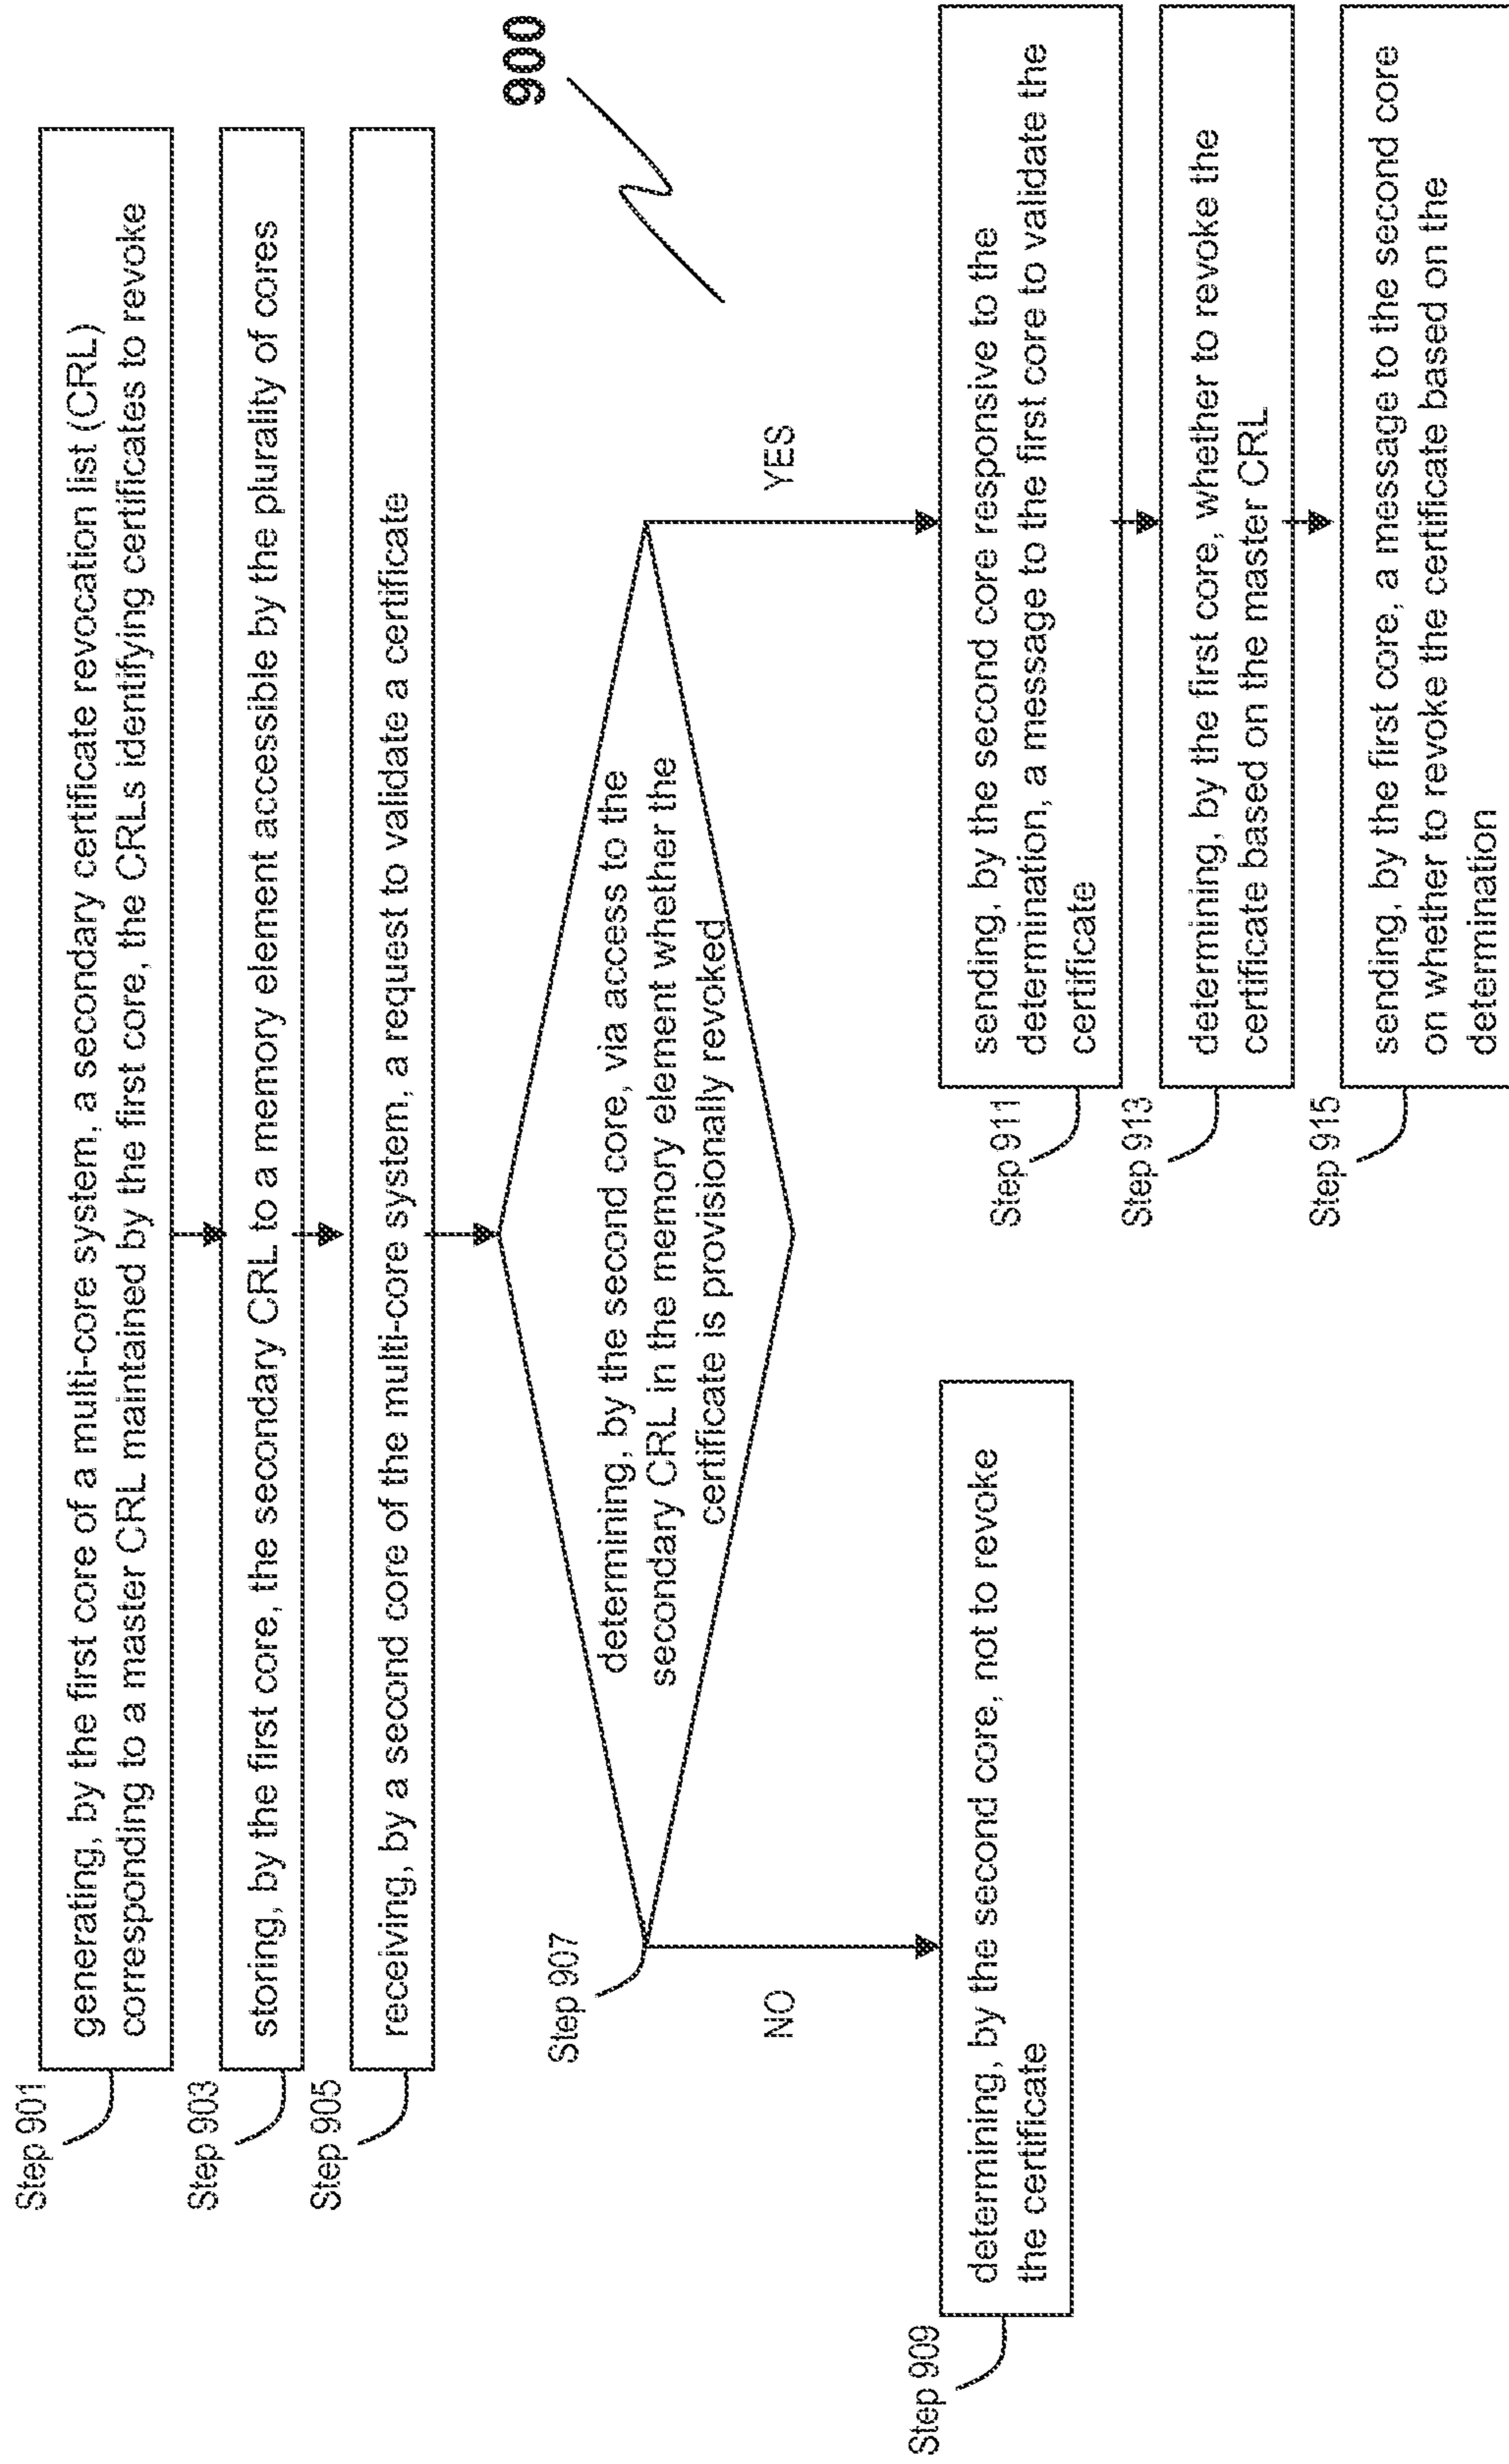 900
Step 901
generating, by the first core of a multi-core system, a secondary certificate revocation list (CRL)
corresponding to a master CRL maintained by the first core, the CRLs identifying certificates to revoke
Step 903
storing, by the first core, the secondary CRL to a memory element accessible by the plurality of cores
Step 905
receiving, by a second core of the multi-core system, a request to validate a certificate
Step 907
determining, by the second core, via access to the
secondary CRL in the memory element whether the
certificate is provisionally revoked
NO
YES
Step 909
determining, by the second core, not to revoke
the certificate
Step 911
sending, by the second core responsive to the
determination, a message to the first core to validate the
certificate
Step 913
determining, by the first core, whether to revoke the
certificate based on the master CRL
Step 915
sending, by the first core, a message to the second core
on whether to revoke the certificate based on the
determination